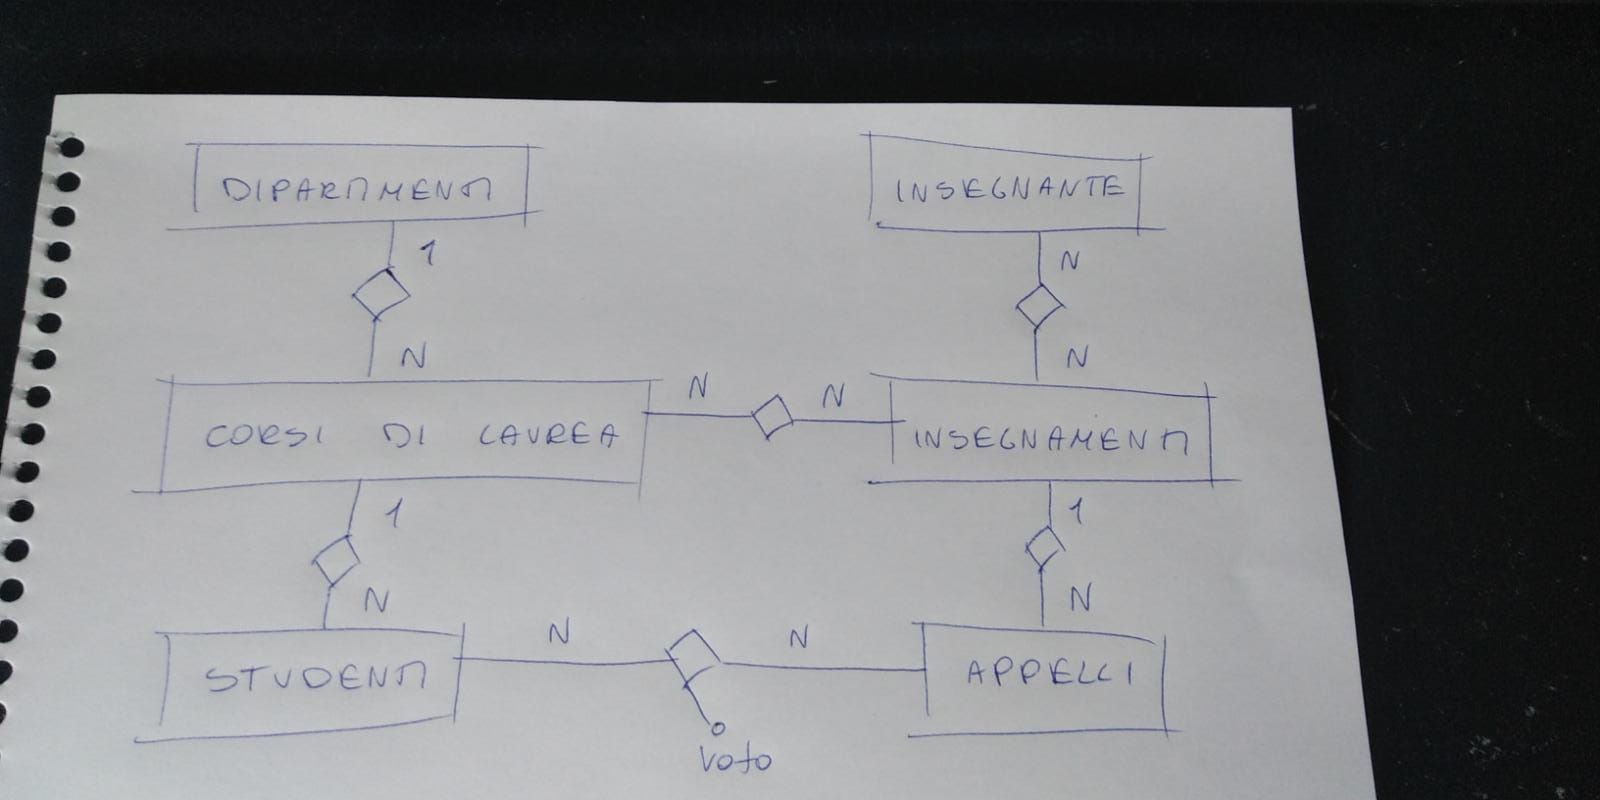 DIPARTIMENTI
INSEGNANTE
1
N
N
N
N
N
CORSI DI LAUREA
INSEGNAMENTI
1
1
N
N
N
N
STUDENTI
APPELLI
voto